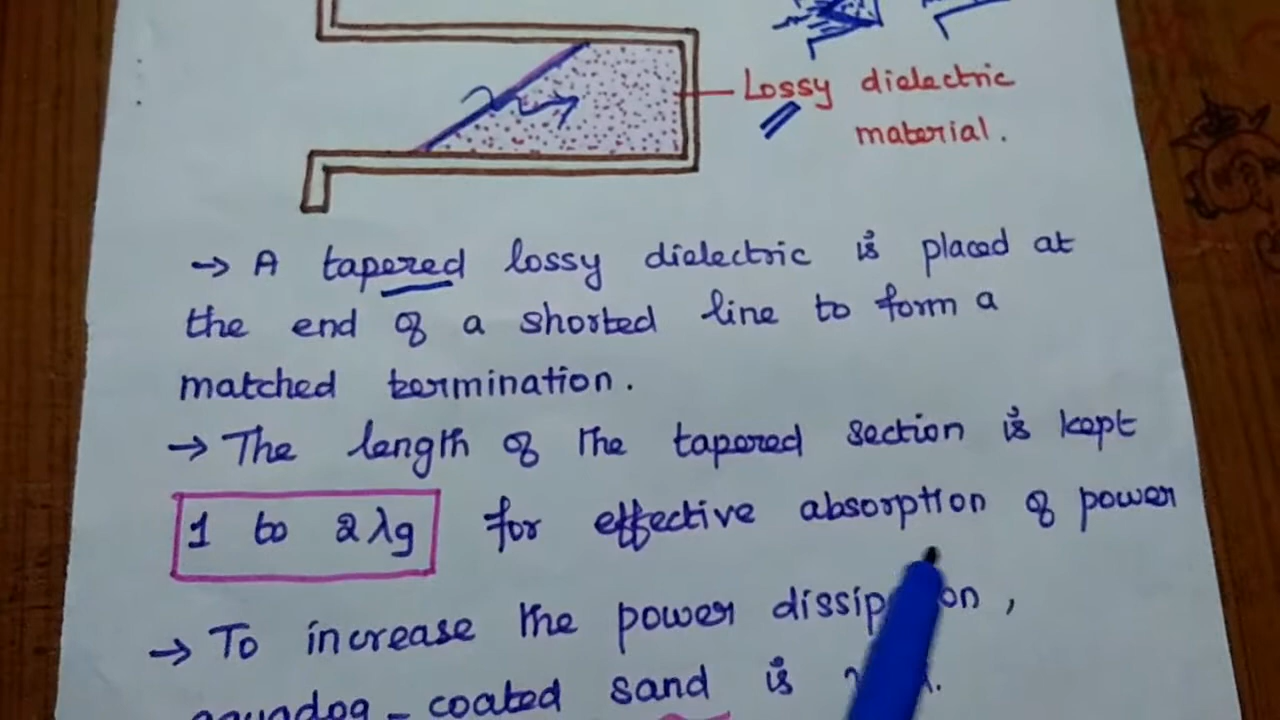 Lossy dielectric
material.
→ A tapered lossy dielectric is placed at
the end of a shorted line to form a
matched termination.
→ The length of the tapered section is kept
1 to 2λg for effective absorption of power
→ To increase the power
coated sand is